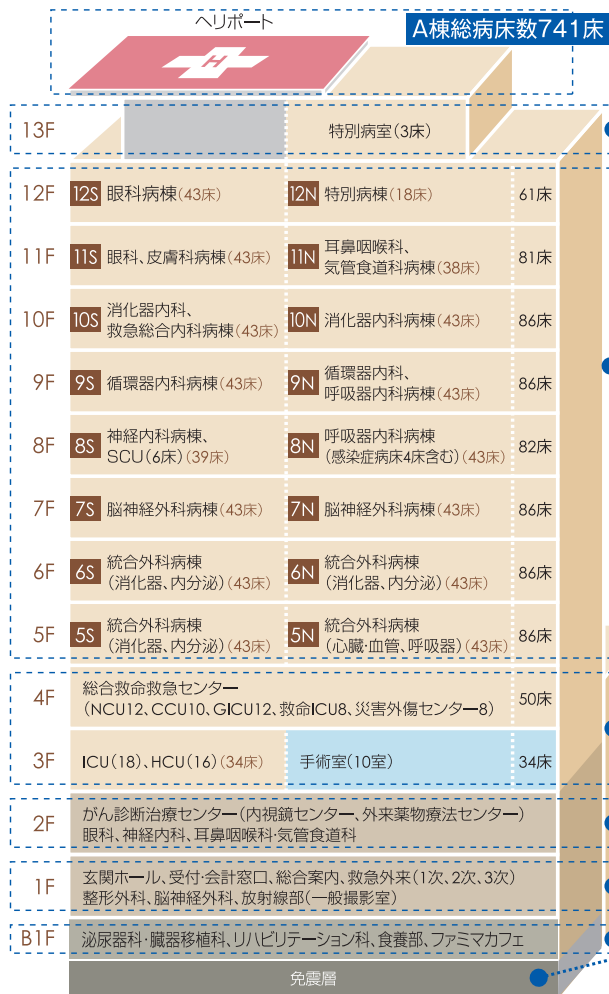 ヘリポート
A棟総病床数741床
H
13F 特別病室(3床)
12F 12S 眼科病棟(43床) 12N 特別病棟(18床) 61床
11F 11S 眼科、皮膚科病棟(43床) 11N 耳鼻咽喉科、
気管食道科病棟(38床) 81床
10F 10S 消化器内科、
救急総合内科病棟(43床) 10N 消化器内科病棟(43床) 86床
9F 9S 循環器内科病棟(43床) 9N 循環器内科、
呼吸器内科病棟(43床) 86床
8F 8S 神経内科病棟、
SCU(6床)(39床) 8N 呼吸器内科病棟
(感染症病床4床含む)(43床) 82床
7F 7S 脳神経外科病棟(43床) 7N 脳神経外科病棟(43床) 86床
6F 6S 統合外科病棟
(消化器、内分泌)(43床) 6N 統合外科病棟
(消化器、内分泌)(43床) 86床
5F 5S 統合外科病棟
(消化器、内分泌)(43床) 5N 統合外科病棟
(心臓・血管、呼吸器)(43床) 86床
4F 総合救命救急センター
(NCU12、CCU10、GICU12、救命ICU8、災害外傷センター8) 50床
3F ICU(18)、HCU(16)(34床) 手術室(10室) 34床
2F がん診断治療センター(内視鏡センター、外来薬物療法センター)
眼科、神経内科、耳鼻咽喉科・気管食道科
1F 玄関ホール、受付・会計窓口、総合案内、救急外来(1次、2次、3次)
整形外科、脳神経外科、放射線部(一般撮影室)
B1F 泌尿器科・臓器移植科、リハビリテーション科、食養部、ファミマカフェ
免震層